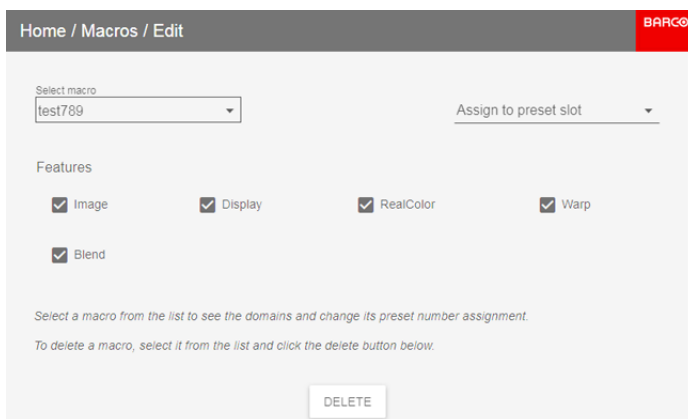 Home / Macros / Edit
BARCO
Select macro
test789
Assign to preset slot
Features
Image
Display
RealColor
Warp
Blend
Select a macro from the list to see the domains and change its preset number assignment.
To delete a macro, select it from the list and click the delete button below.
DELETE